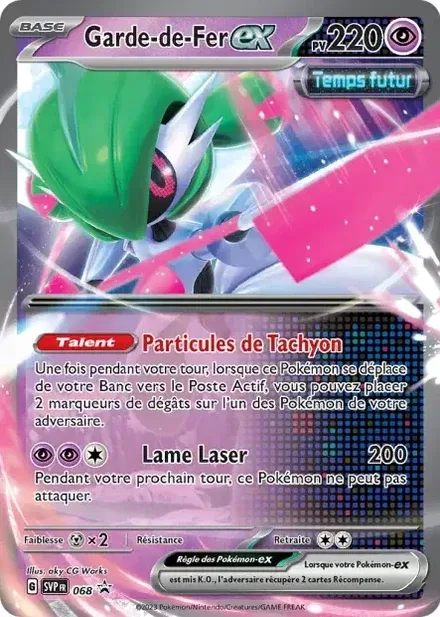 BASE Garde-de-Fer ex PV 220
Temps futur
Talent Particules de Tachyon
Une fois pendant votre tour, lorsque ce Pokémon se déplace
de votre Banc vers le Poste Actif, vous pouvez placer
2 marqueurs de dégâts sur l'un des Pokémon de votre
adversaire.
Lame Laser 200
Pendant votre prochain tour, ce Pokémon ne peut pas
attaquer.
Faiblesse ×2 Résistance Retraite
Illus. aky CG Works
G SVP FR 068
Règle des Pokémon-ex Lorsque votre Pokémon-ex
est mis K.O., l'adversaire récupère 2 cartes Récompense.
©2023 Pokémon/Nintendo/Creatures/GAME FREAK